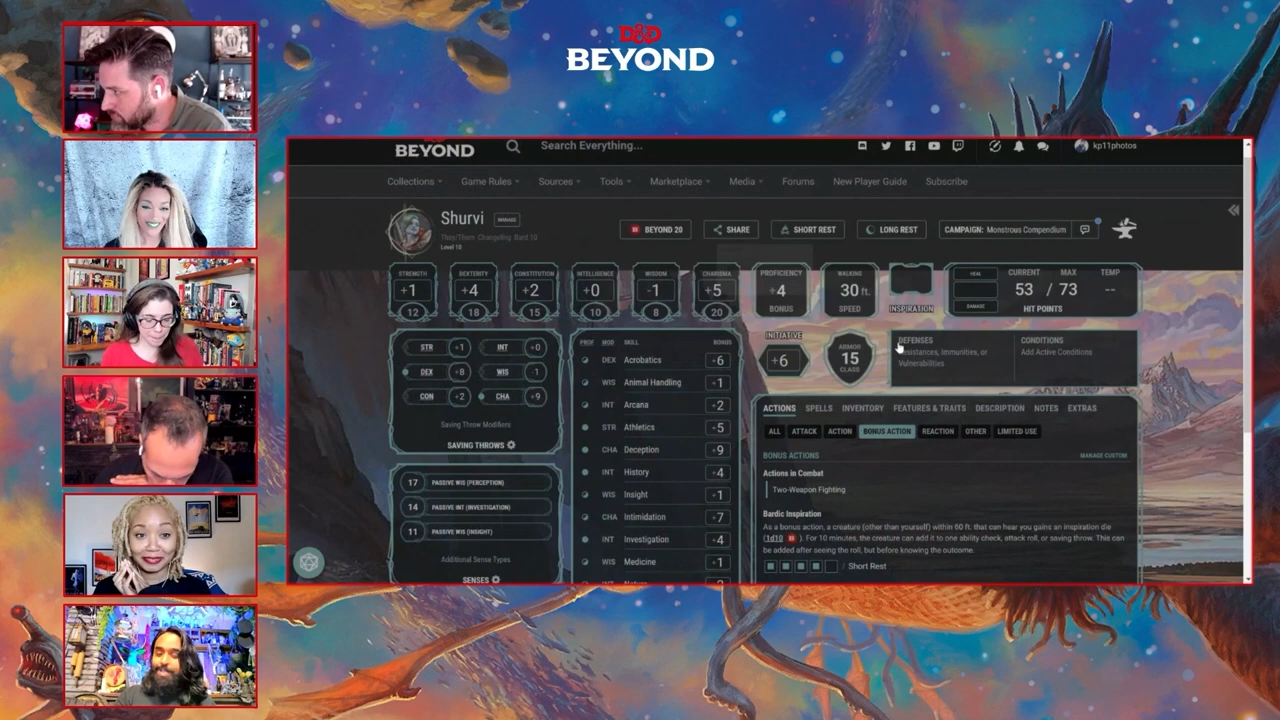 D&D
BEYOND
BEYOND
Search Everything...
kp11photos
Collections
Game Rules
Sources
Tools
Marketplace
Media
Forums
New Player Guide
Subscribe
Shurvi
MANAGE
They/Them Changeling Bard 10
Level 10
BEYOND 20
SHARE
SHORT REST
LONG REST
CAMPAIGN: Monstrous Compendium
STRENGTH
+1
12
DEXTERITY
+4
18
CONSTITUTION
+2
15
INTELLIGENCE
+0
10
WISDOM
-1
8
CHARISMA
+5
20
PROFICIENCY
+4
BONUS
WALKING
30 ft.
SPEED
INSPIRATION
HEAL
DAMAGE
CURRENT
53
/
MAX
73
TEMP
--
HIT POINTS
STR +1
INT +0
DEX +8
WIS -1
CON +2
CHA +9
Saving Throw Modifiers
SAVING THROWS
17 PASSIVE WIS (PERCEPTION)
14 PASSIVE INT (INVESTIGATION)
11 PASSIVE WIS (INSIGHT)
Additional Sense Types
SENSES
PROF MOD SKILL BONUS
DEX Acrobatics +6
WIS Animal Handling +1
INT Arcana +2
STR Athletics +5
CHA Deception +9
INT History +4
WIS Insight +1
CHA Intimidation +7
INT Investigation +4
WIS Medicine +1
INITIATIVE
+6
ARMOR
15
CLASS
DEFENSES
Resistances, Immunities, or
Vulnerabilities
CONDITIONS
Add Active Conditions
ACTIONS SPELLS INVENTORY FEATURES & TRAITS DESCRIPTION NOTES EXTRAS
ALL ATTACK ACTION BONUS ACTION REACTION OTHER LIMITED USE
BONUS ACTIONS
MANAGE CUSTOM
Actions in Combat
Two-Weapon Fighting
Bardic Inspiration
As a bonus action, a creature (other than yourself) within 60 ft. that can hear you gains an inspiration die
(1d10 ). For 10 minutes, the creature can add it to one ability check, attack roll, or saving throw. This can
be added after seeing the roll, but before knowing the outcome.
/ Short Rest